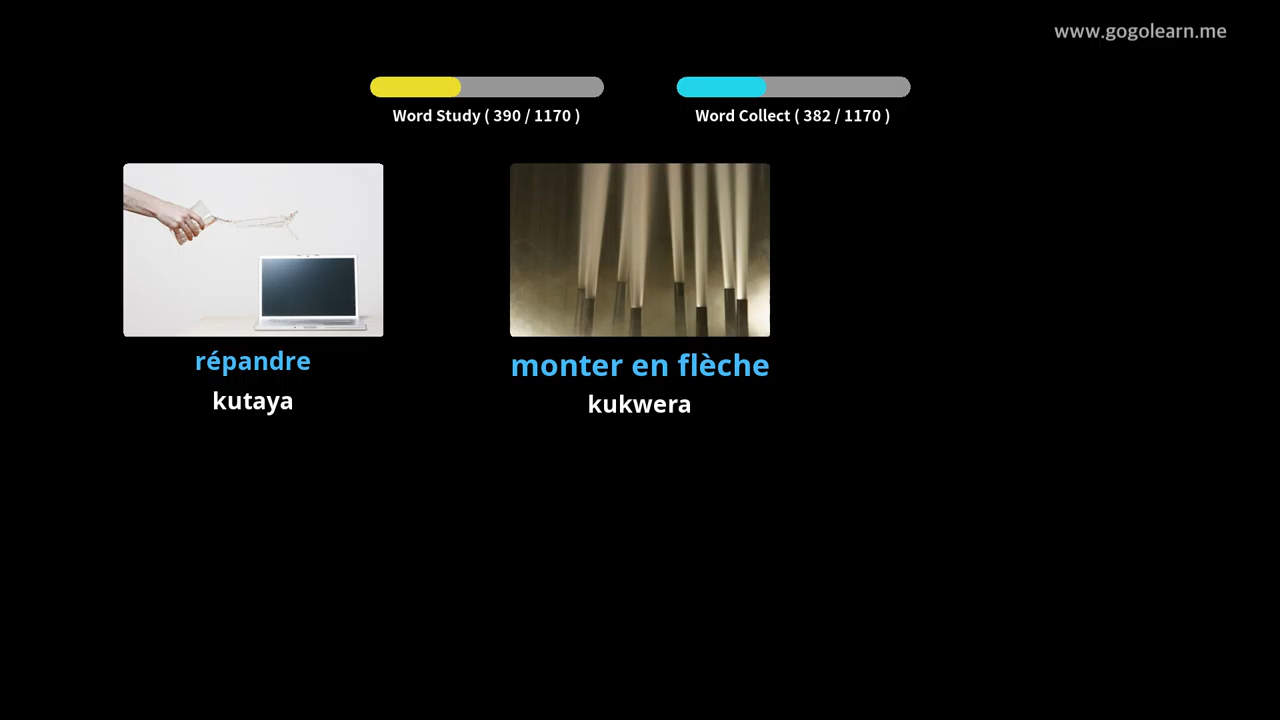 www.gogolearn.me
Word Study ( 390 / 1170 )
Word Collect ( 382 / 1170 )
répandre
kutaya
monter en flèche
kukwera